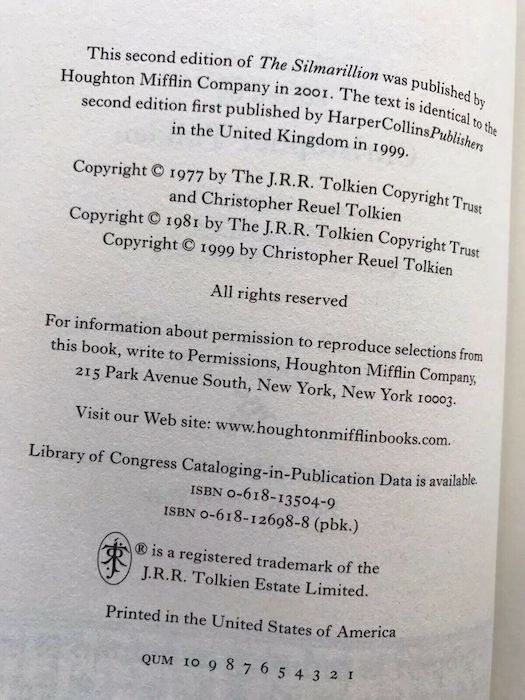 This second edition of The Silmarillion was published by
Houghton Mifflin Company in 2001. The text is identical to the
second edition first published by HarperCollinsPublishers
in the United Kingdom in 1999.
Copyright © 1977 by The J.R.R. Tolkien Copyright Trust
and Christopher Reuel Tolkien
Copyright © 1981 by The J.R.R. Tolkien Copyright Trust
Copyright © 1999 by Christopher Reuel Tolkien
All rights reserved
For information about permission to reproduce selections from
this book, write to Permissions, Houghton Mifflin Company,
215 Park Avenue South, New York, New York 10003.
Visit our Web site: www.houghtonmifflinbooks.com.
Library of Congress Cataloging-in-Publication Data is available.
ISBN 0-618-13504-9
ISBN 0-618-12698-8 (pbk.)
® is a registered trademark of the
J.R.R. Tolkien Estate Limited.
Printed in the United States of America
QUM 10 9 8 7 6 5 4 3 2 1